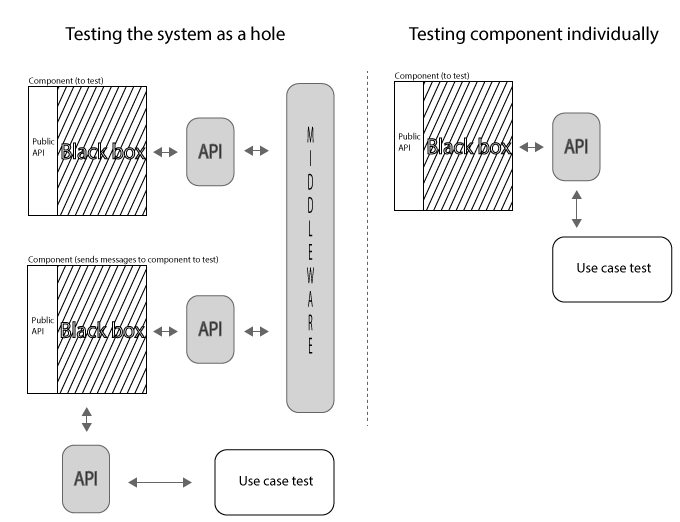 Testing the system as a hole
Component (to test)
Public
API
Black box
API
MIDDLEWARE
Component (sends messages to component to test)
Public
API
Black box
API
API
Use case test
Testing component individually
Component (to test)
Public
API
Black box
API
Use case test